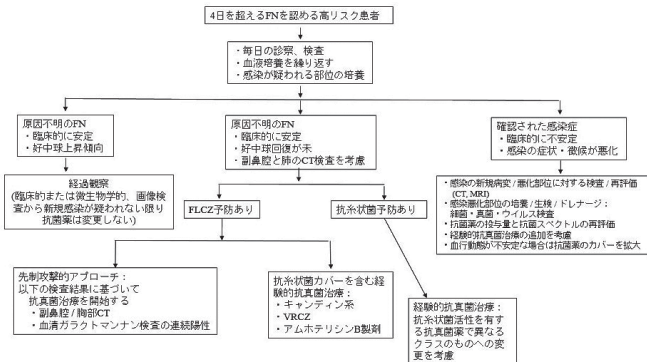 4日を超えるFNを認める高リスク患者
・毎日の診察、検査
・血液培養を繰り返す
・感染が疑われる部位の培養
原因不明のFN
・臨床的に安定
・好中球上昇傾向
原因不明のFN
・臨床的に安定
・好中球回復が未
・副鼻腔と肺のCT検査を考慮
確認された感染症
・臨床的に不安定
・感染の症状・徴候が悪化
経過観察
(臨床的または微生物学的、画像検
査から新規感染が疑われない限り
抗菌薬は変更しない)
FLCZ予防あり
抗糸状菌予防あり
・感染の新規病変/悪化部位に対する検査/再評価
(CT, MRI)
・感染悪化部位の培養/生検/ドレナージ:
細菌・真菌・ウイルス検査
・抗菌薬の投与量と抗菌スペクトルの再評価
・経験的抗真菌治療の追加を考慮
・血行動態が不安定な場合は抗菌薬のカバーを拡大
先制攻撃的アプローチ:
以下の検査結果に基づいて
抗真菌治療を開始する
・副鼻腔/胸部CT
・血清ガラクトマンナン検査の連続陽性
抗糸状菌カバーを含む経
験的抗真菌治療:
・キャンディン系
・VRCZ
・アムホテリシンB製剤
経験的抗真菌治療:
抗糸状菌活性を有する
抗真菌薬で異なる
クラスのものへの変
更を考慮